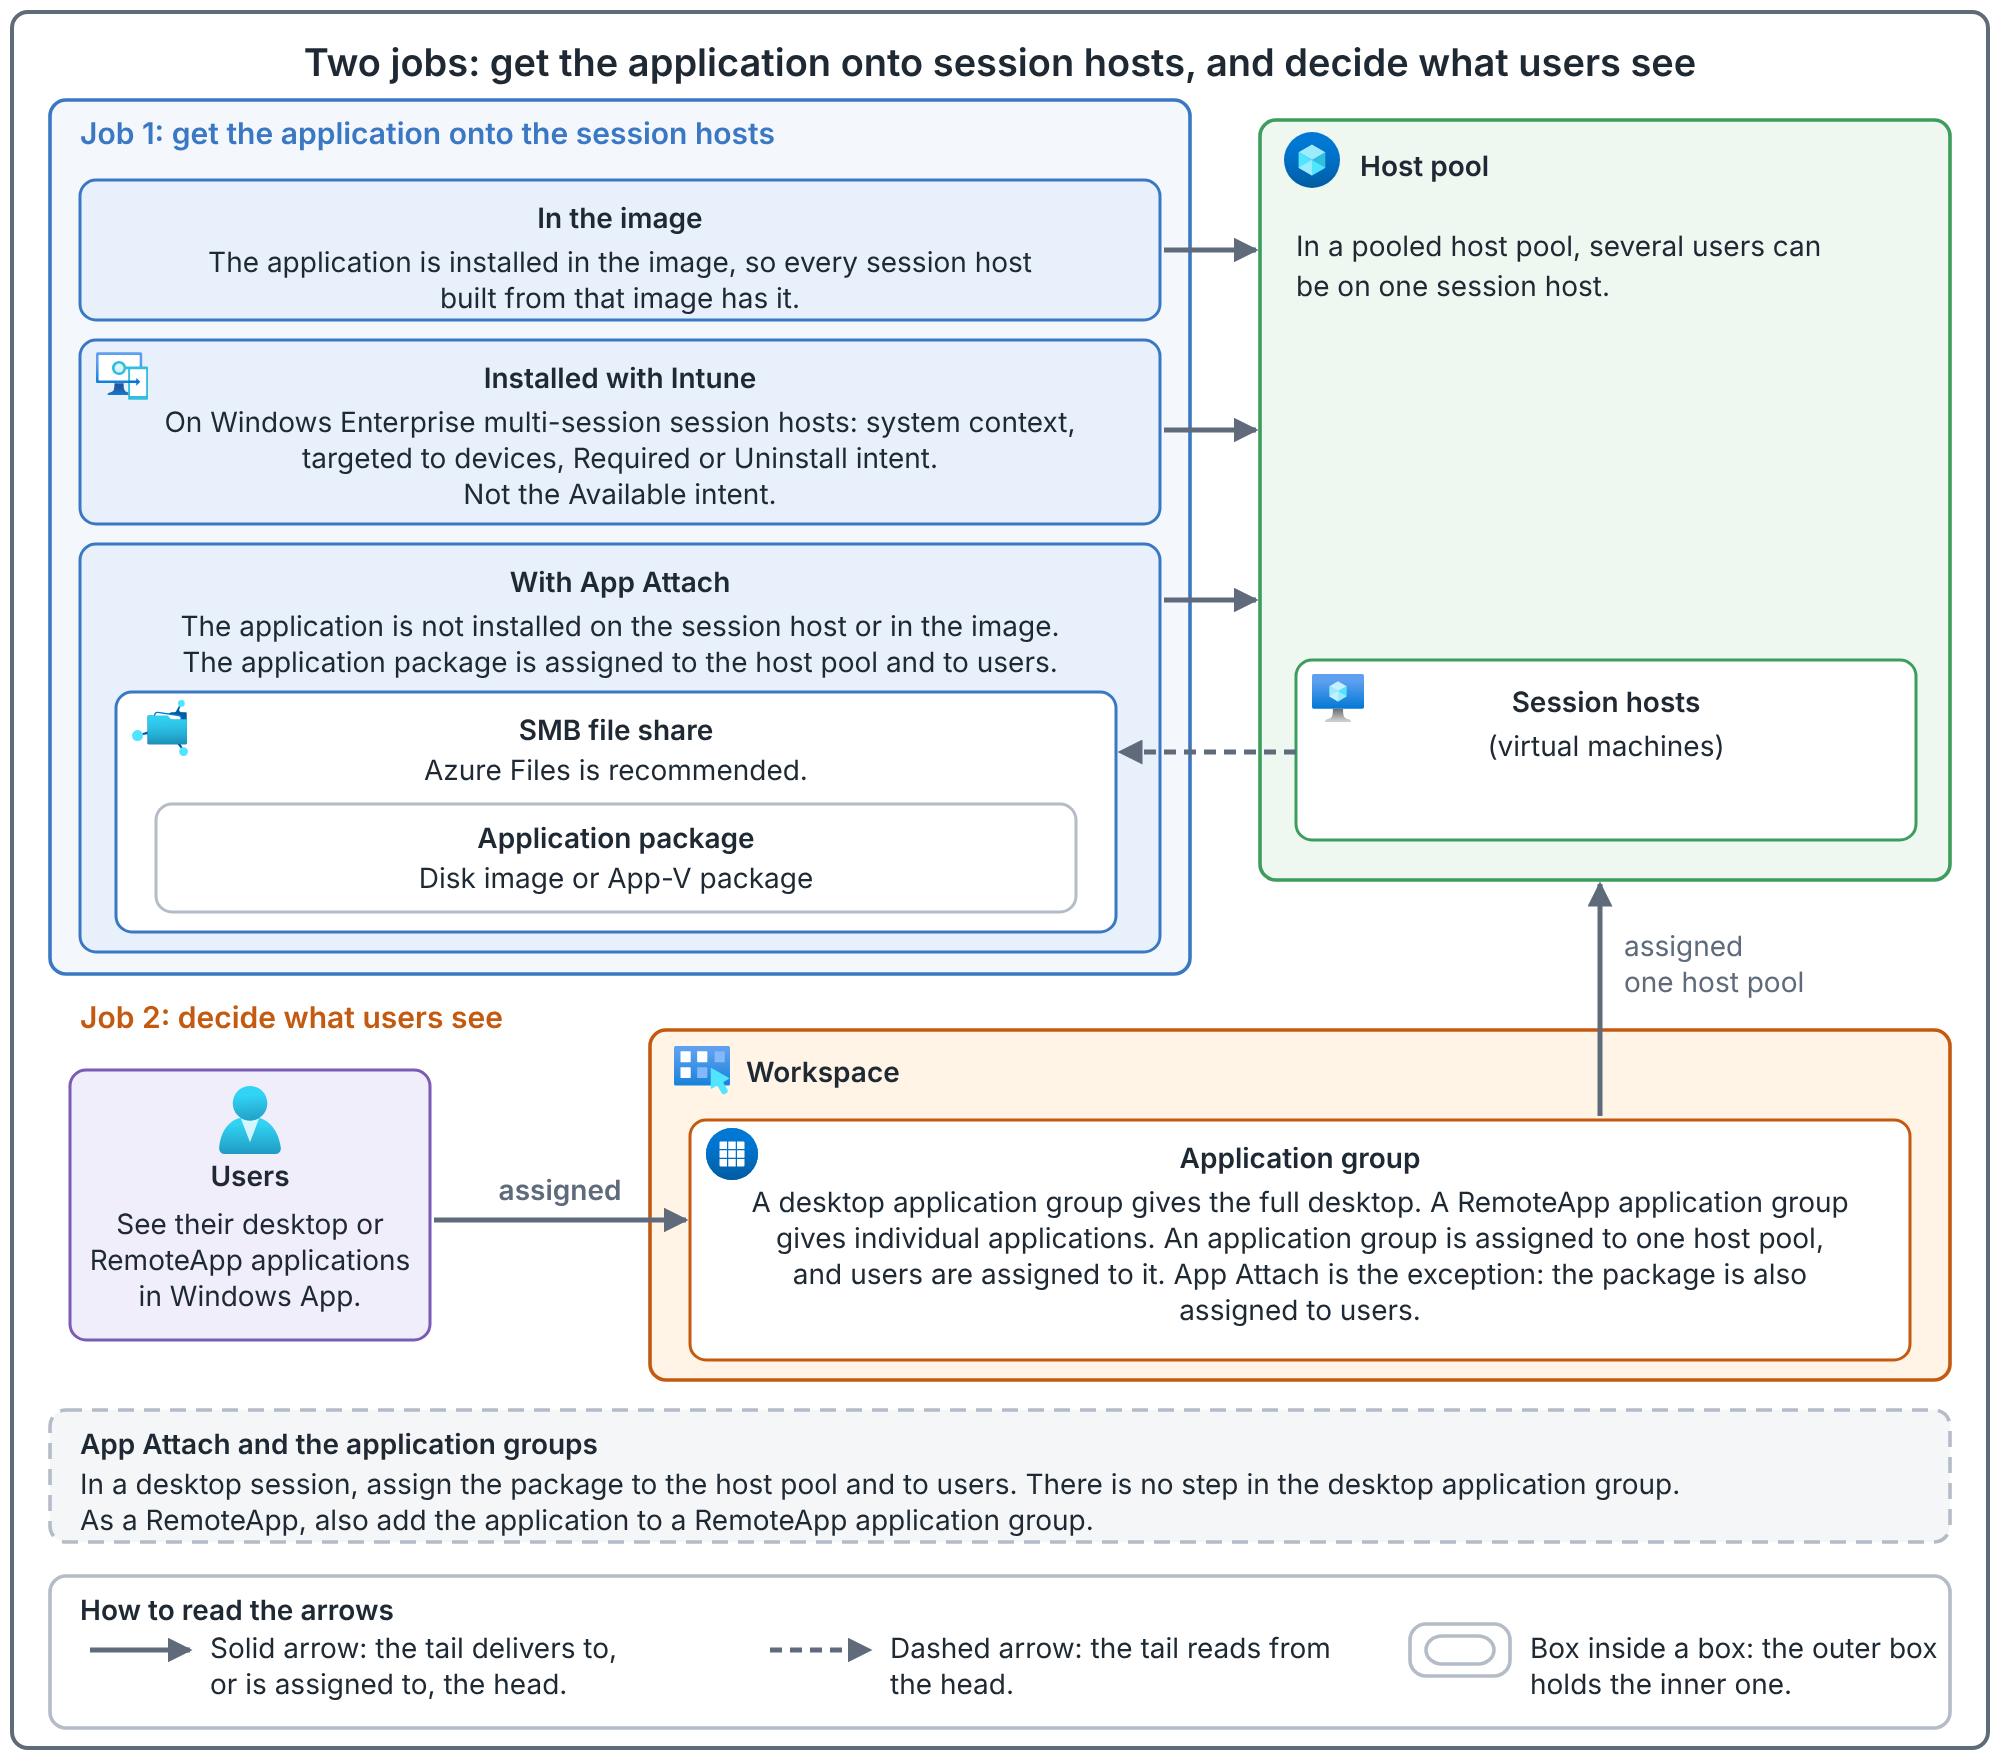 Two jobs: get the application onto session hosts, and decide what users see
Job 1: get the application onto the session hosts
In the image
The application is installed in the image, so every session host
built from that image has it.
Installed with Intune
On Windows Enterprise multi-session session hosts: system context,
targeted to devices, Required or Uninstall intent.
Not the Available intent.
With App Attach
The application is not installed on the session host or in the image.
The application package is assigned to the host pool and to users.
SMB file share
Azure Files is recommended.
Application package
Disk image or App-V package
Host pool
In a pooled host pool, several users can
be on one session host.
Session hosts
(virtual machines)
assigned
one host pool
Job 2: decide what users see
Users
See their desktop or
RemoteApp applications
in Windows App.
assigned
Workspace
Application group
A desktop application group gives the full desktop. A RemoteApp application group
gives individual applications. An application group is assigned to one host pool,
and users are assigned to it. App Attach is the exception: the package is also
assigned to users.
App Attach and the application groups
In a desktop session, assign the package to the host pool and to users. There is no step in the desktop application group.
As a RemoteApp, also add the application to a RemoteApp application group.
How to read the arrows
Solid arrow: the tail delivers to,
or is assigned to, the head.
Dashed arrow: the tail reads from
the head.
Box inside a box: the outer box
holds the inner one.